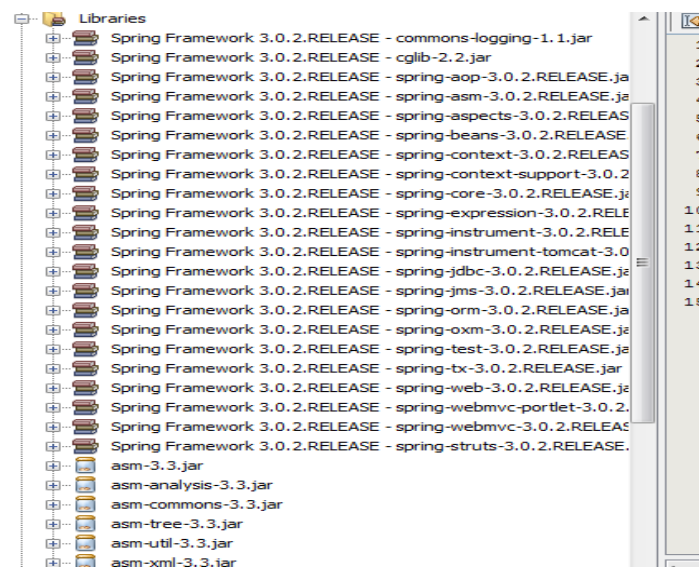 Libraries
Spring Framework 3.0.2.RELEASE - commons-logging-1.1.jar
Spring Framework 3.0.2.RELEASE - cglib-2.2.jar
Spring Framework 3.0.2.RELEASE - spring-aop-3.0.2.RELEASE.ja
Spring Framework 3.0.2.RELEASE - spring-asm-3.0.2.RELEASE.ja
Spring Framework 3.0.2.RELEASE - spring-aspects-3.0.2.RELEAS
Spring Framework 3.0.2.RELEASE - spring-beans-3.0.2.RELEASE
Spring Framework 3.0.2.RELEASE - spring-context-3.0.2.RELEAS
Spring Framework 3.0.2.RELEASE - spring-context-support-3.0.2
Spring Framework 3.0.2.RELEASE - spring-core-3.0.2.RELEASE.ja
Spring Framework 3.0.2.RELEASE - spring-expression-3.0.2.RELE
Spring Framework 3.0.2.RELEASE - spring-instrument-3.0.2.RELE
Spring Framework 3.0.2.RELEASE - spring-instrument-tomcat-3.0
Spring Framework 3.0.2.RELEASE - spring-jdbc-3.0.2.RELEASE.ja
Spring Framework 3.0.2.RELEASE - spring-jms-3.0.2.RELEASE.jar
Spring Framework 3.0.2.RELEASE - spring-orm-3.0.2.RELEASE.ja
Spring Framework 3.0.2.RELEASE - spring-oxm-3.0.2.RELEASE.ja
Spring Framework 3.0.2.RELEASE - spring-test-3.0.2.RELEASE.ja
Spring Framework 3.0.2.RELEASE - spring-tx-3.0.2.RELEASE.jar
Spring Framework 3.0.2.RELEASE - spring-web-3.0.2.RELEASE.ja
Spring Framework 3.0.2.RELEASE - spring-webmvc-portlet-3.0.2.
Spring Framework 3.0.2.RELEASE - spring-webmvc-3.0.2.RELEAS
Spring Framework 3.0.2.RELEASE - spring-struts-3.0.2.RELEASE.
asm-3.3.jar
asm-analysis-3.3.jar
asm-commons-3.3.jar
asm-tree-3.3.jar
asm-util-3.3.jar
asm-xml-3.3.jar
10
11
12
13
14
15